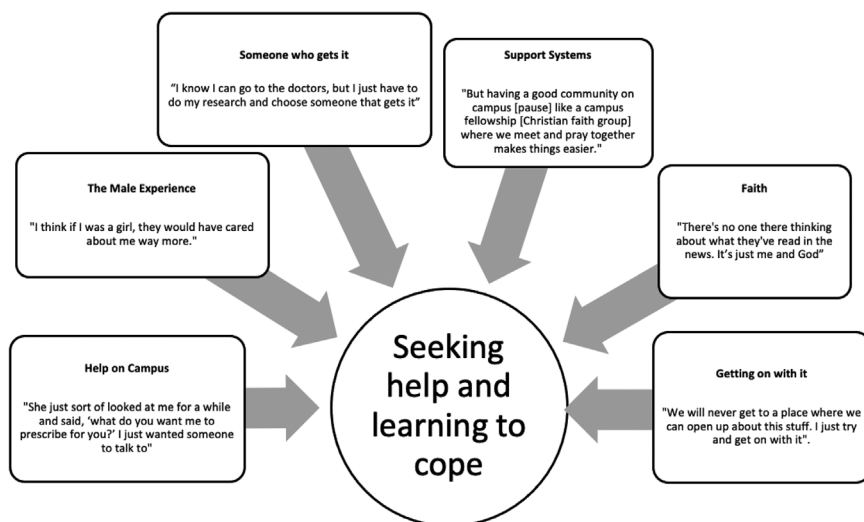 Someone who gets it
“I know I can go to the doctors, but I just have to
do my research and choose someone that gets it”
Support Systems
"But having a good community on
campus [pause] like a campus
fellowship [Christian faith group]
where we meet and pray together
makes things easier."
The Male Experience
"I think if I was a girl, they would have cared
about me way more."
Faith
"There's no one there thinking
about what they've read in the
news. It’s just me and God”
Help on Campus
"She just sort of looked at me for a while
and said, ‘what do you want me to
prescribe for you?’ I just wanted someone
to talk to"
Seeking
help and
learning to
cope
Getting on with it
"We will never get to a place where we
can open up about this stuff. I just try
and get on with it".